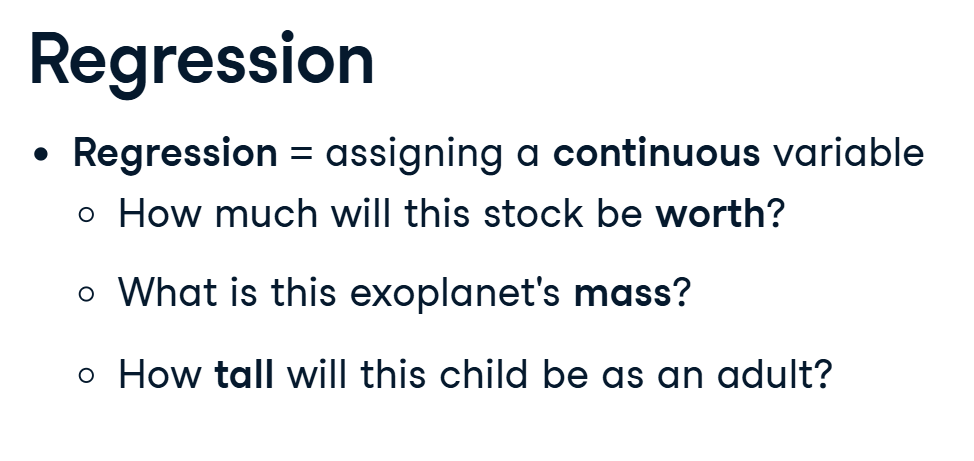 Regression
• Regression = assigning a continuous variable
○ How much will this stock be worth?
○ What is this exoplanet's mass?
○ How tall will this child be as an adult?